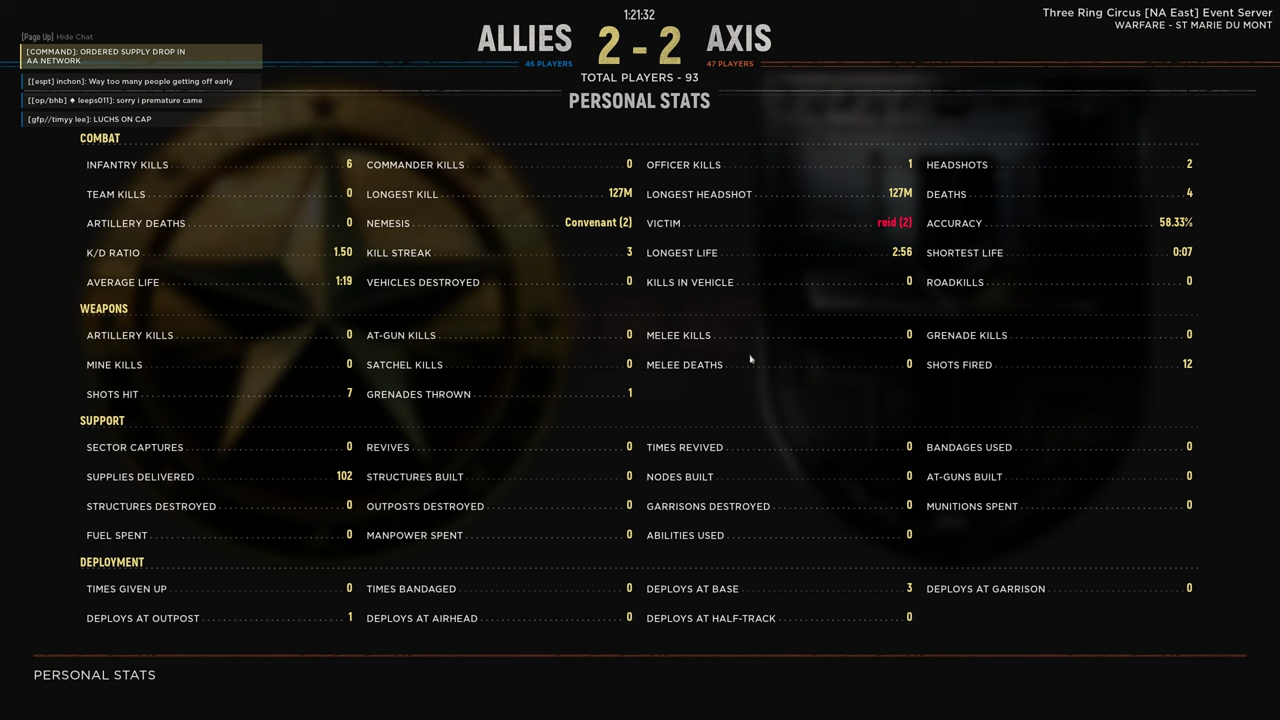 1:21:32
Three Ring Circus [NA East] Event Server
WARFARE - ST MARIE DU MONT
ALLIES 2 - 2 AXIS
46 PLAYERS 47 PLAYERS
TOTAL PLAYERS - 93
PERSONAL STATS
[Page Up] Hide Chat
[COMMAND]: ORDERED SUPPLY DROP IN
AA NETWORK
[[espt] inchon]: Way too many people getting off early
[[op/bhb] ♠ leeps011]: sorry i premature came
[gfp//timyy lee]: LUCHS ON CAP
COMBAT
INFANTRY KILLS 6 COMMANDER KILLS 0 OFFICER KILLS 1 HEADSHOTS 2
TEAM KILLS 0 LONGEST KILL 127M LONGEST HEADSHOT 127M DEATHS 4
ARTILLERY DEATHS 0 NEMESIS Convenant (2) VICTIM reid (2) ACCURACY 58.33%
K/D RATIO 1.50 KILL STREAK 3 LONGEST LIFE 2:56 SHORTEST LIFE 0:07
AVERAGE LIFE 1:19 VEHICLES DESTROYED 0 KILLS IN VEHICLE 0 ROADKILLS 0
WEAPONS
ARTILLERY KILLS 0 AT-GUN KILLS 0 MELEE KILLS 0 GRENADE KILLS 0
MINE KILLS 0 SATCHEL KILLS 0 MELEE DEATHS 0 SHOTS FIRED 12
SHOTS HIT 7 GRENADES THROWN 1
SUPPORT
SECTOR CAPTURES 0 REVIVES 0 TIMES REVIVED 0 BANDAGES USED 0
SUPPLIES DELIVERED 102 STRUCTURES BUILT 0 NODES BUILT 0 AT-GUNS BUILT 0
STRUCTURES DESTROYED 0 OUTPOSTS DESTROYED 0 GARRISONS DESTROYED 0 MUNITIONS SPENT 0
FUEL SPENT 0 MANPOWER SPENT 0 ABILITIES USED 0
DEPLOYMENT
TIMES GIVEN UP 0 TIMES BANDAGED 0 DEPLOYS AT BASE 3 DEPLOYS AT GARRISON 0
DEPLOYS AT OUTPOST 1 DEPLOYS AT AIRHEAD 0 DEPLOYS AT HALF-TRACK 0
PERSONAL STATS